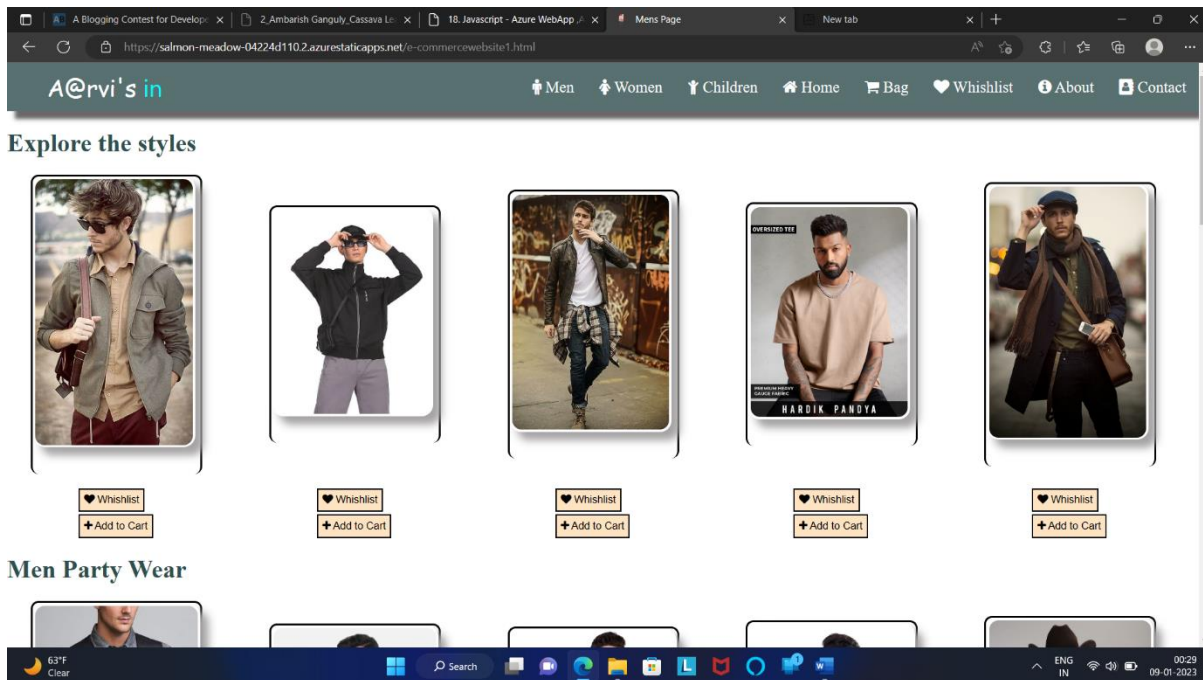 A Blogging Contest for Develope
2_Ambarish Ganguly_Cassava Le
18. Javascript - Azure WebApp ,A
Mens Page
New tab
https://salmon-meadow-04224d110.2.azurestaticapps.net/e-commercewebsite1.html
A@rvi's in
Men
Women
Children
Home
Bag
Whishlist
About
Contact
Explore the styles
OVERSIZED TEE
PREMIUM HEAVY
GAUGE FABRIC
HARDIK PANDYA
Whishlist
Whishlist
Whishlist
Whishlist
Whishlist
Add to Cart
Add to Cart
Add to Cart
Add to Cart
Add to Cart
Men Party Wear
63°F
Clear
Search
L
1
W
ENG
IN
00:29
09-01-2023